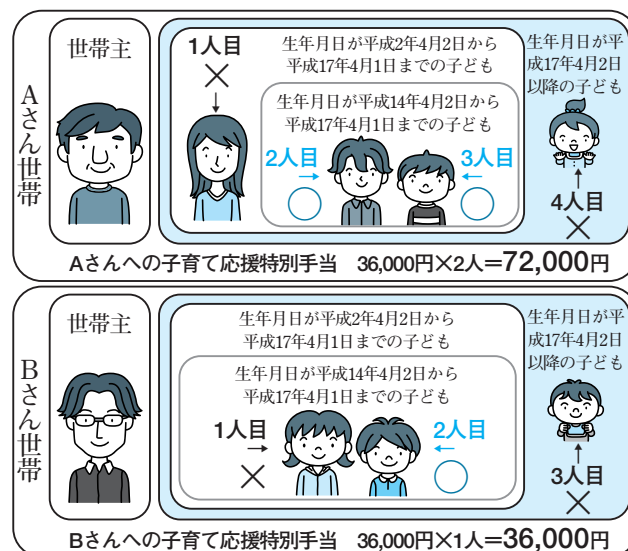 Aさん世帯
世帯主
1人目
×
生年月日が平成2年4月2日から
平成17年4月1日までの子ども
生年月日が平成14年4月2日から
平成17年4月1日までの子ども
2人目
3人目
生年月日が平
成17年4月2日
以降の子ども
4人目
×
Aさんへの子育て応援特別手当 36,000円×2人=72,000円
Bさん世帯
世帯主
生年月日が平成2年4月2日から
平成17年4月1日までの子ども
生年月日が平成14年4月2日から
平成17年4月1日までの子ども
1人目
×
2人目
生年月日が平
成17年4月2日
以降の子ども
3人目
×
Bさんへの子育て応援特別手当 36,000円×1人=36,000円